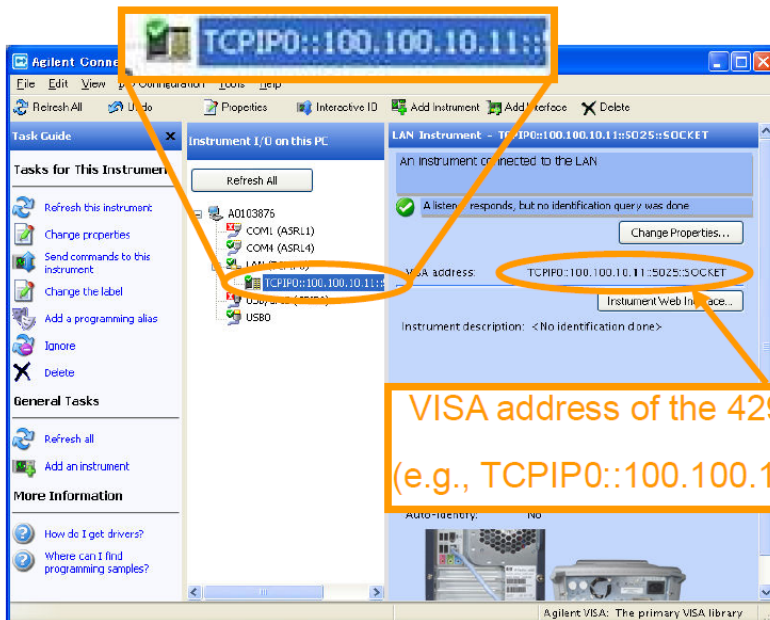 TCPIP0::100.100.10.11::S
Agilent Conne
File Edit View I/O Configuration Tools Help
Refresh All Undo Properties Interactive IO Add Instrument Add Interface Delete
Task Guide
Instrument I/O on this PC
LAN Instrument - TCPIP0::100.100.10.11::5025::SOCKET
Tasks for This Instrumen
Refresh this instrument
Change properties
Send commands to this
instrument
Change the label
Add a programming alias
Ignore
Delete
General Tasks
Refresh all
Add an instrument
More Information
How do I get drivers?
Where can I find
programming samples?
Refresh All
A0103876
COM1 (ASRL1)
COM4 (ASRL4)
LAN (TCPIP0)
TCPIP0::100.100.10.11::5
USB0
An instrument connected to the LAN
A listener responds, but no identification query was done
Change Properties...
VISA address: TCPIP0::100.100.10.11::5025::SOCKET
Instrument Web Interface...
Instrument description: <No identification done>
VISA address of the 429
(e.g., TCPIP0::100.100.1
Auto-identify: No
Agilent VISA: The primary VISA library